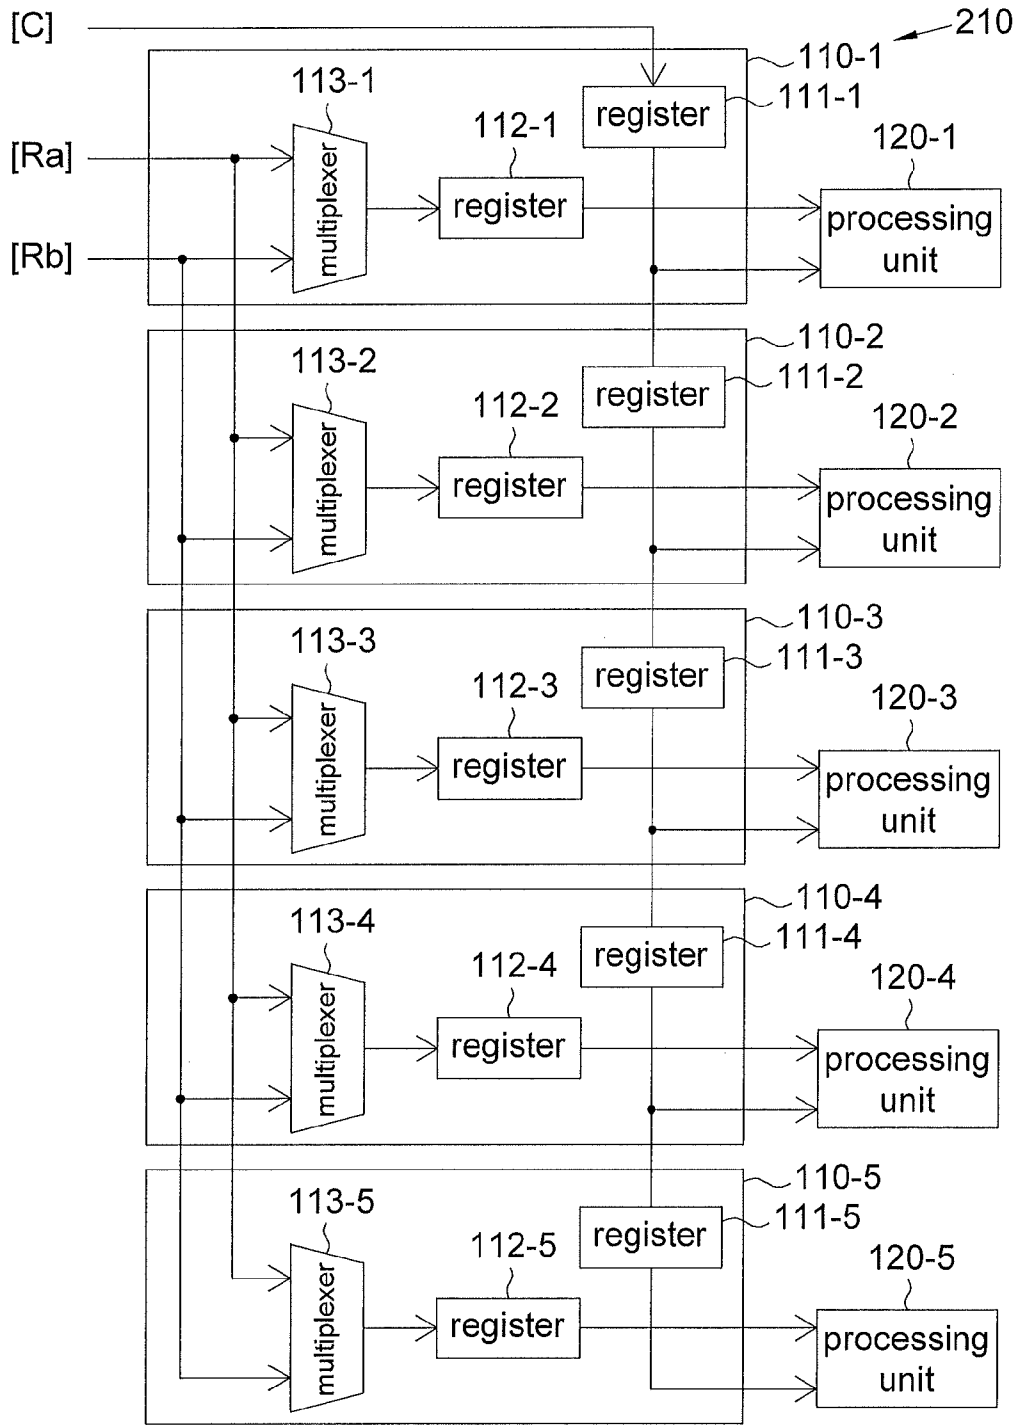 [C]
210
110-1
113-1
register
111-1
112-1
120-1
[Ra]
multiplexer
register
processing
unit
[Rb]
110-2
113-2
register
111-2
112-2
120-2
multiplexer
register
processing
unit
110-3
113-3
register
111-3
112-3
120-3
multiplexer
register
processing
unit
110-4
113-4
register
111-4
112-4
120-4
multiplexer
register
processing
unit
110-5
113-5
register
111-5
112-5
120-5
multiplexer
register
processing
unit